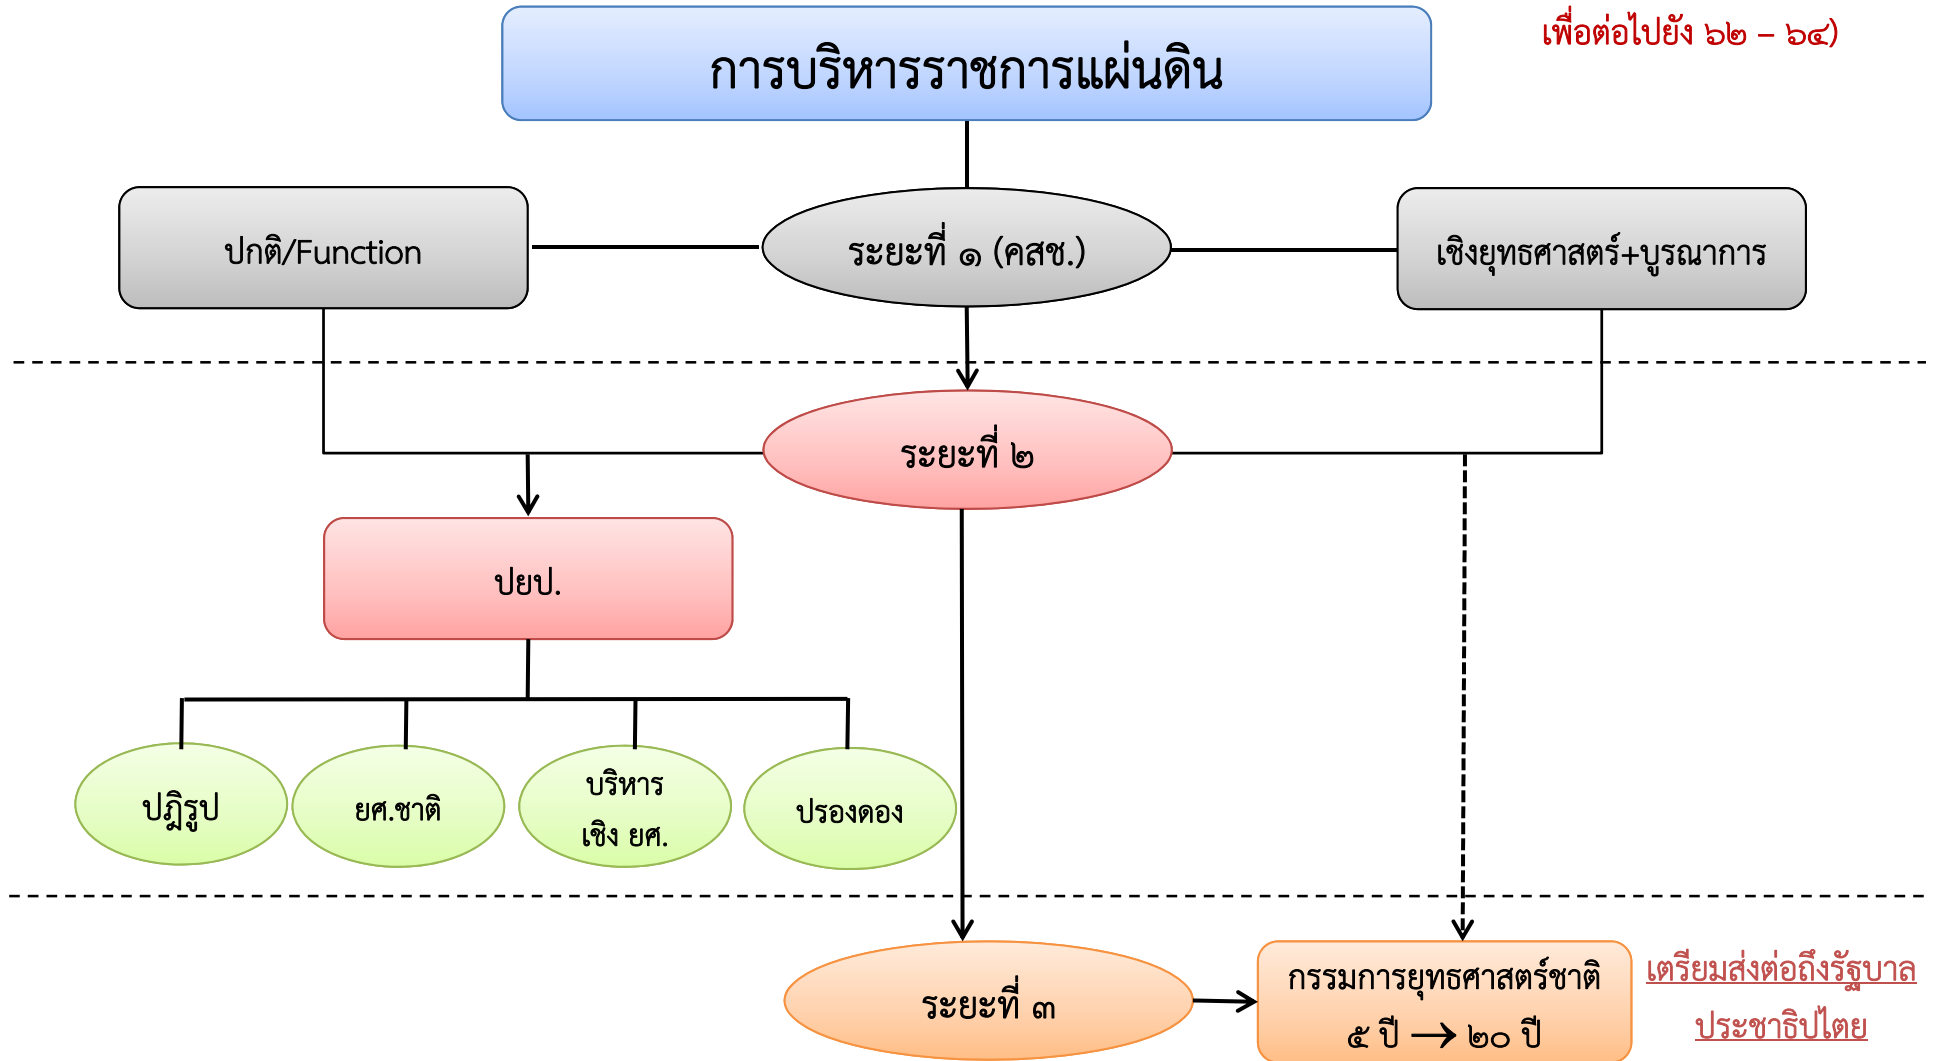 เพื่อต่อไปยัง ๖๒ – ๖๔)
การบริหารราชการแผ่นดิน
ปกติ/Function
ระยะที่ ๑ (คสช.)
เชิงยุทธศาสตร์+บูรณาการ
ระยะที่ ๒
ปยป.
ปฎิรูป
ยศ.ชาติ
บริหาร
เชิง ยศ.
ปรองดอง
ระยะที่ ๓
กรรมการยุทธศาสตร์ชาติ
๕ ปี → ๒๐ ปี
เตรียมส่งต่อถึงรัฐบาล
ประชาธิปไตย